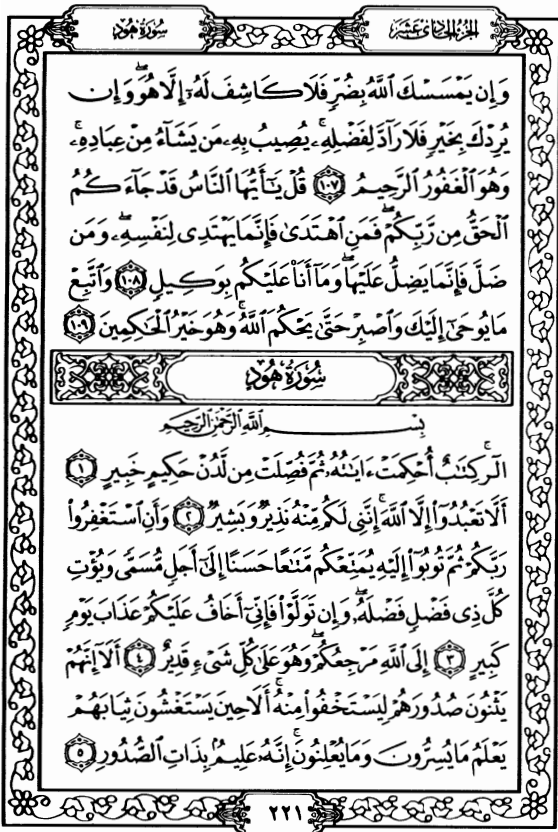 الجزء الحادي عشر
سورة هود
وَإِن يَمْسَسْكَ ٱللَّهُ بِضُرٍّ فَلَا كَاشِفَ لَهُۥٓ إِلَّا هُوَۖ وَإِن
يُرِدْكَ بِخَيْرٍ فَلَا رَآدَّ لِفَضْلِهِۦۚ يُصِيبُ بِهِۦ مَن يَشَآءُ مِنْ عِبَادِهِۦۚ
وَهُوَ ٱلْغَفُورُ ٱلرَّحِيمُ ١٠٧ قُلْ يَٰٓأَيُّهَا ٱلنَّاسُ قَدْ جَآءَكُمُ
ٱلْحَقُّ مِن رَّبِّكُمْۖ فَمَنِ ٱهْتَدَىٰ فَإِنَّمَا يَهْتَدِى لِنَفْسِهِۦۖ وَمَن
ضَلَّ فَإِنَّمَا يَضِلُّ عَلَيْهَاۖ وَمَآ أَنَا۠ عَلَيْكُم بِوَكِيلٍ ١٠٨ وَٱتَّبِعْ
مَا يُوحَىٰٓ إِلَيْكَ وَٱصْبِرْ حَتَّىٰ يَحْكُمَ ٱللَّهُۚ وَهُوَ خَيْرُ ٱلْحَٰكِمِينَ ١٠٩
سُورَةُ هُودٍ
بِسْمِ ٱللَّهِ ٱلرَّحْمَٰنِ ٱلرَّحِيمِ
الٓرۚ كِتَٰبٌ أُحْكِمَتْ ءَايَٰتُهُۥ ثُمَّ فُصِّلَتْ مِن لَّدُنْ حَكِيمٍ خَبِيرٍ ١
أَلَّا تَعْبُدُوٓا۟ إِلَّا ٱللَّهَۚ إِنَّنِى لَكُم مِّنْهُ نَذِيرٌ وَبَشِيرٌ ٢ وَأَنِ ٱسْتَغْفِرُوا۟
رَبَّكُمْ ثُمَّ تُوبُوٓا۟ إِلَيْهِ يُمَتِّعْكُم مَّتَٰعًا حَسَنًا إِلَىٰٓ أَجَلٍ مُّسَمًّى وَيُؤْتِ
كُلَّ ذِى فَضْلٍ فَضْلَهُۥۖ وَإِن تَوَلَّوْا۟ فَإِنِّىٓ أَخَافُ عَلَيْكُمْ عَذَابَ يَوْمٍ
كَبِيرٍ ٣ إِلَى ٱللَّهِ مَرْجِعُكُمْۖ وَهُوَ عَلَىٰ كُلِّ شَىْءٍ قَدِيرٌ ٤ أَلَآ إِنَّهُمْ
يَثْنُونَ صُدُورَهُمْ لِيَسْتَخْفُوا۟ مِنْهُۚ أَلَا حِينَ يَسْتَغْشُونَ ثِيَابَهُمْ
يَعْلَمُ مَا يُسِرُّونَ وَمَا يُعْلِنُونَۚ إِنَّهُۥ عَلِيمٌۢ بِذَاتِ ٱلصُّدُورِ ٥
٢٢١